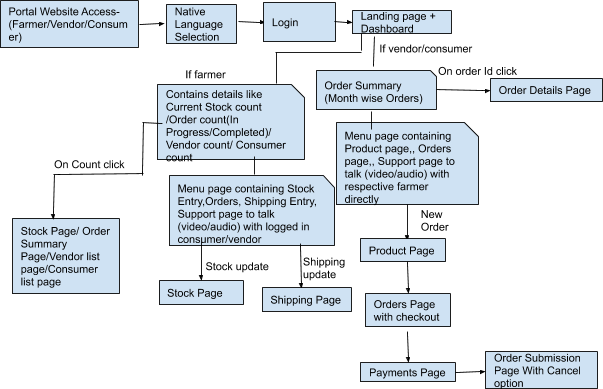 Portal Website Access-
(Farmer/Vendor/Consum
er)
Native
Language
Selection
Login
Landing page +
Dashboard
If vendor/consumer
If farmer
On order Id click
Contains details like
Current Stock count
/Order count(In
Progress/Completed)/
Vendor count/ Consumer
count
Order Summary
(Month wise Orders)
Order Details Page
Menu page containing
Product page,, Orders
page,, Support page to
talk (video/audio) with
respective farmer
directly
On Count click
Menu page containing Stock
Entry,Orders, Shipping Entry,
Support page to talk
(video/audio) with logged in
consumer/vendor
New
Order
Stock Page/ Order
Summary
Page/Vendor list
page/Consumer
list page
Product Page
Stock update
Shipping
update
Stock Page
Shipping Page
Orders Page
with checkout
Payments Page
Order Submission
Page With Cancel
option